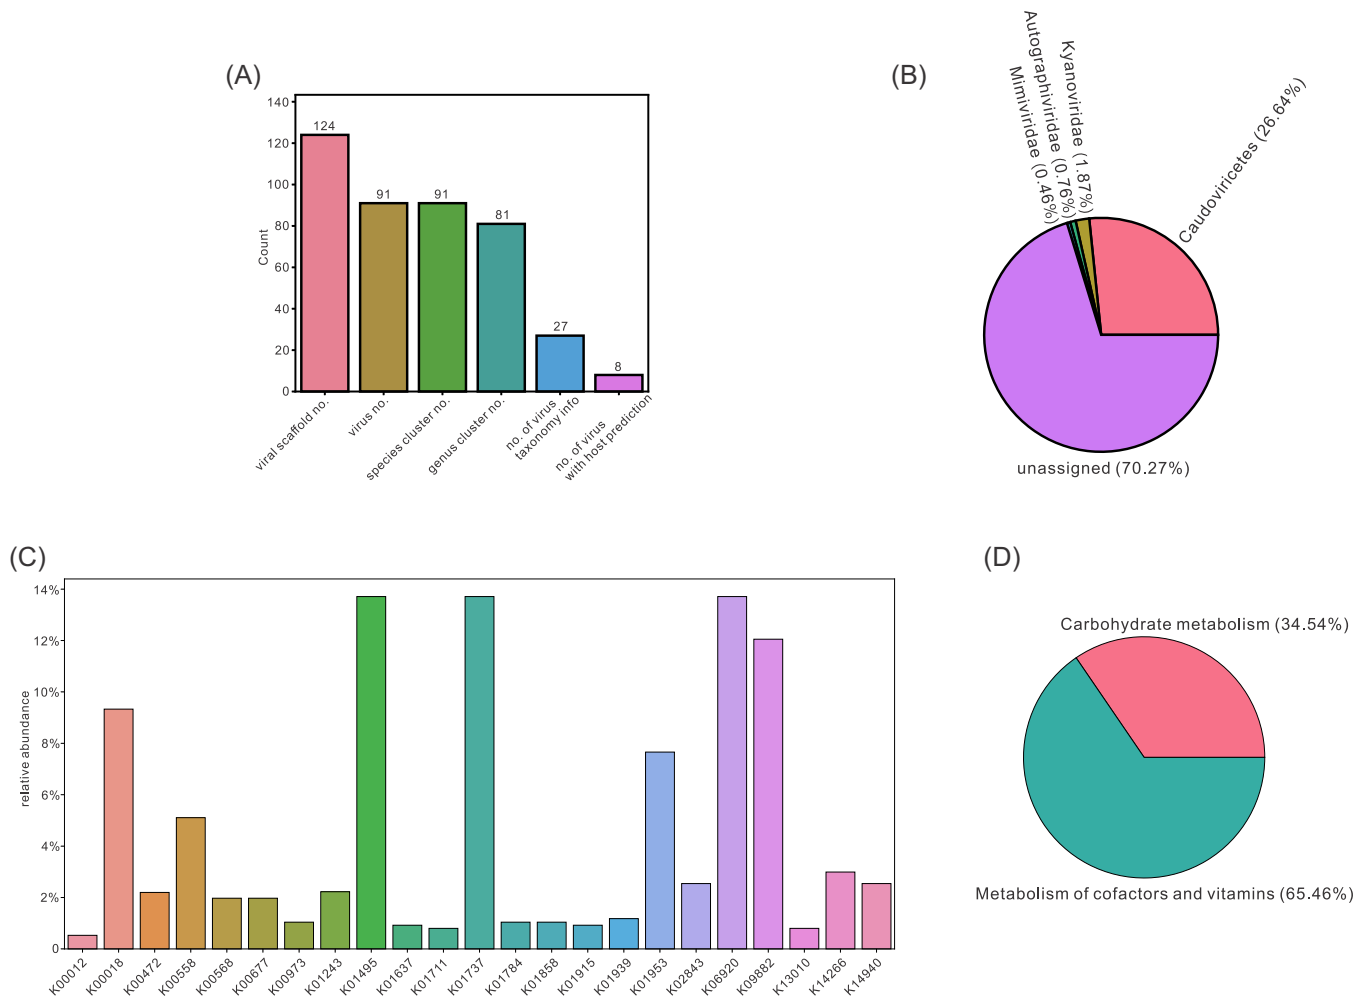 (A)
140
120
100
80
60
40
20
0
Count
124
91
91
81
27
8
viral scaffold no.
virus no.
species cluster no.
genus cluster no.
no. of virus
taxonomy info
no. of virus
with host prediction
(B)
Mimiviridae (0.46%)
Autographiviridae (0.76%)
Kyanoviridae (1.87%)
Caudoviricetes (26.64%)
unassigned (70.27%)
(C)
14%
12%
10%
8%
6%
4%
2%
0
relative abundance
K00012
K00018
K00472
K00558
K00568
K00677
K00973
K01243
K01495
K01637
K01711
K01737
K01784
K01858
K01915
K01939
K01953
K02843
K06920
K09882
K13010
K14266
K14940
(D)
Carbohydrate metabolism (34.54%)
Metabolism of cofactors and vitamins (65.46%)